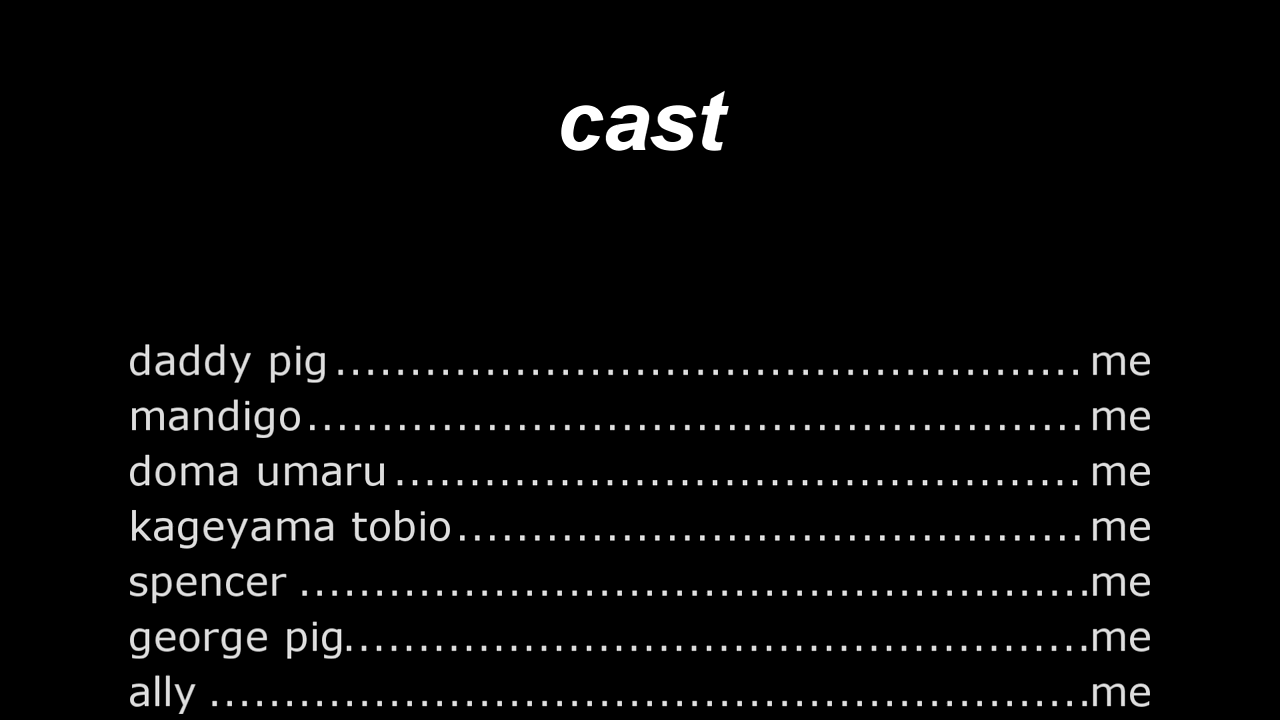 cast
daddy pig.................................................. me
mandigo.................................................... me
doma umaru.............................................. me
kageyama tobio.......................................... me
spencer .....................................................me
george pig..................................................me
ally ...........................................................me